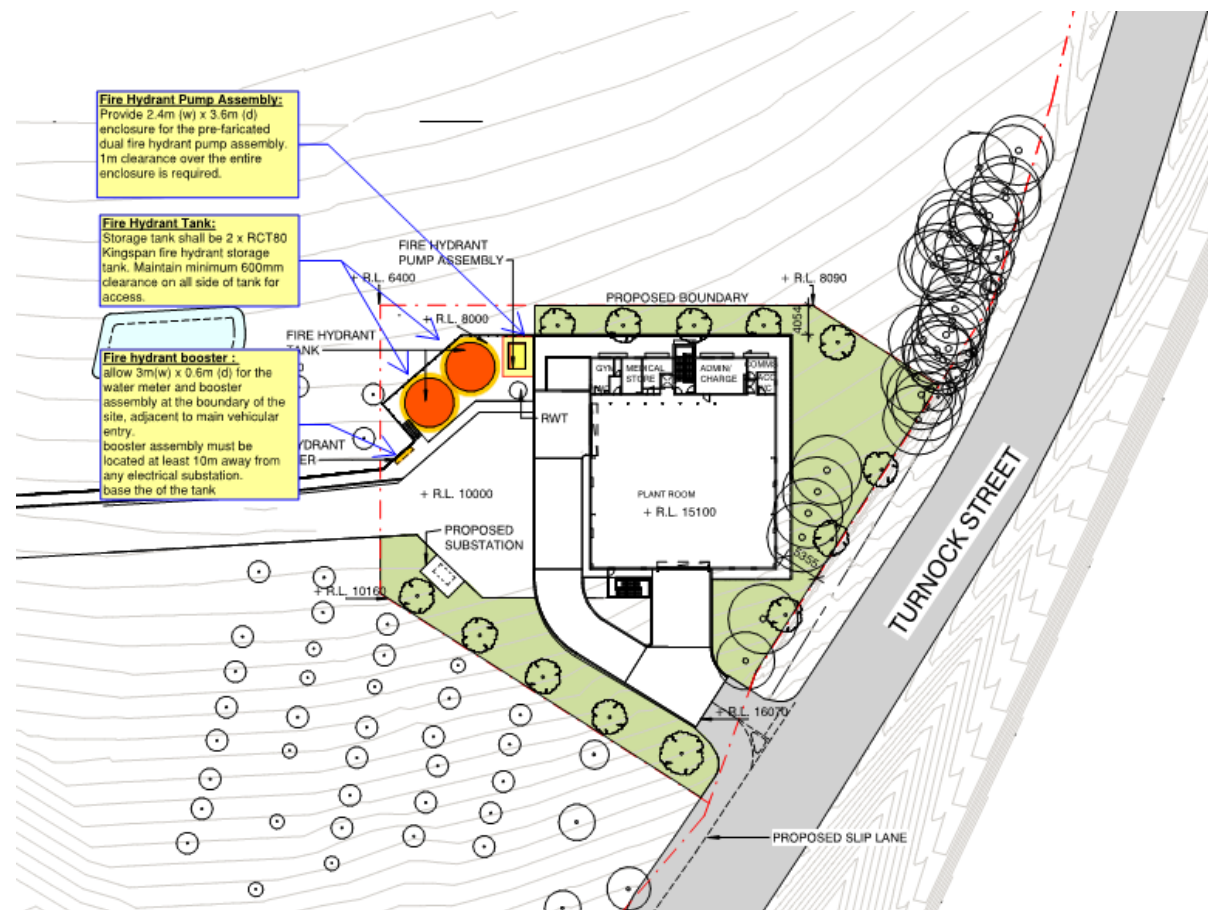 Fire Hydrant Pump Assembly:
Provide 2.4m (w) x 3.6m (d)
enclosure for the pre-faricated
dual fire hydrant pump assembly.
1m clearance over the entire
enclosure is required.
Fire Hydrant Tank:
Storage tank shall be 2 x RCT80
Kingspan fire hydrant storage
tank. Maintain minimum 600mm
clearance on all side of tank for
access.
Fire hydrant booster :
allow 3m(w) x 0.6m (d) for the
water meter and booster
assembly at the boundary of the
site, adjacent to main vehicular
entry.
booster assembly must be
located at least 10m away from
any electrical substation.
base the of the tank
FIRE HYDRANT
PUMP ASSEMBLY
+ R.L. 6400
+ R.L. 8090
PROPOSED BOUNDARY
4054
+ R.L. 8000
FIRE HYDRANT
TANK
GYM
MEDICAL
STORE
ADMIN/
CHARGE
COMMS
RWT
YDRANT
ER
+ R.L. 10000
PLANT ROOM
+ R.L. 15100
PROPOSED
SUBSTATION
5355
+ R.L. 10160
TURNOCK STREET
+ R.L. 16070
PROPOSED SLIP LANE